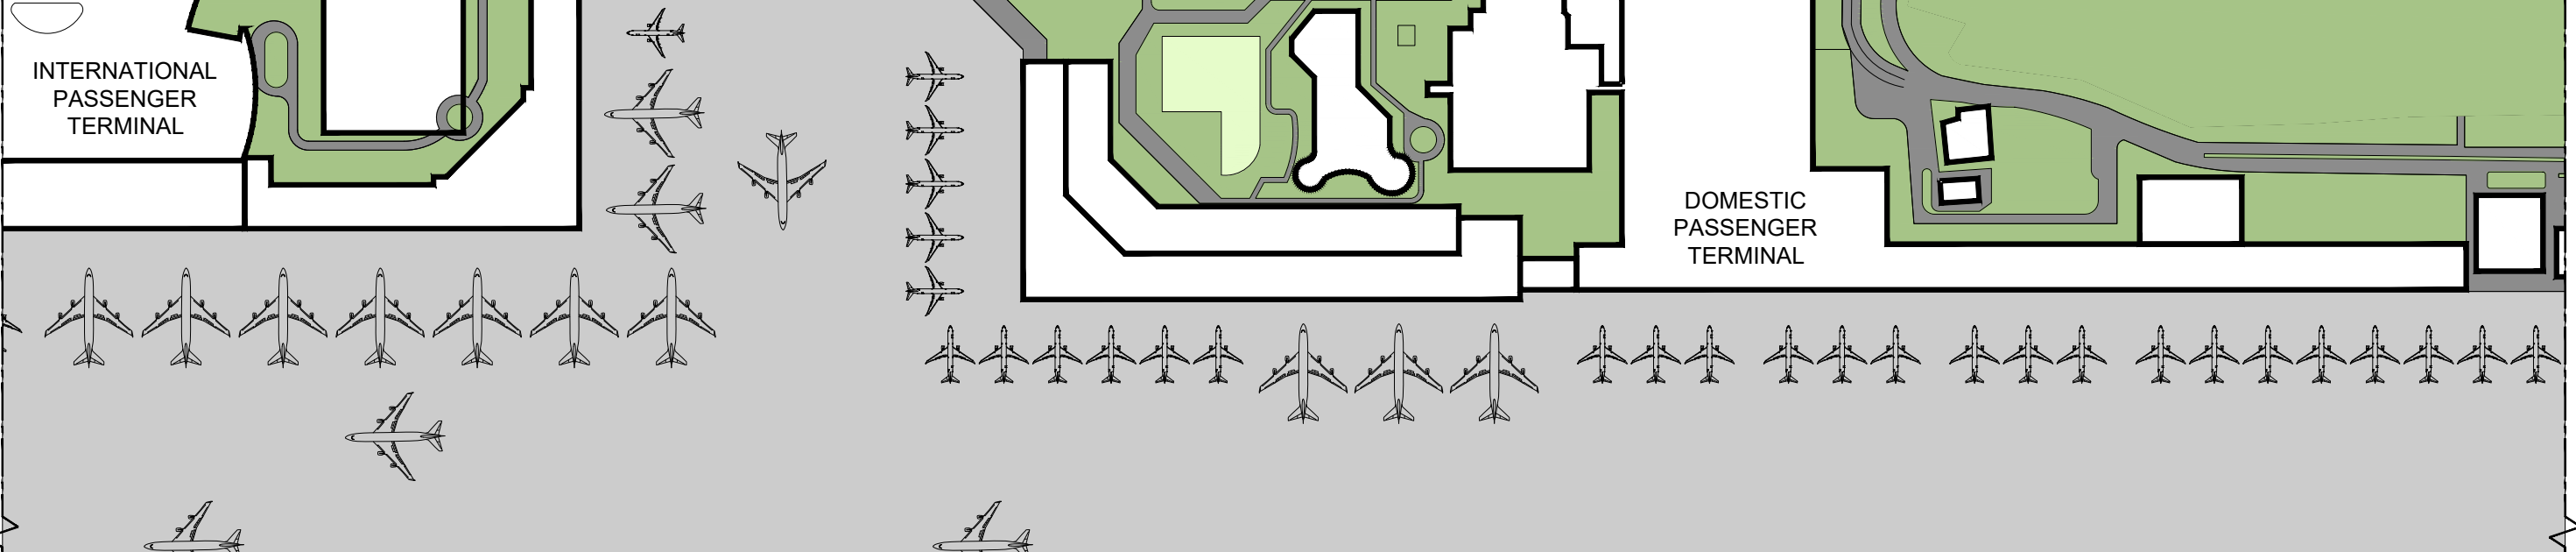 INTERNATIONAL
PASSENGER
TERMINAL
DOMESTIC
PASSENGER
TERMINAL